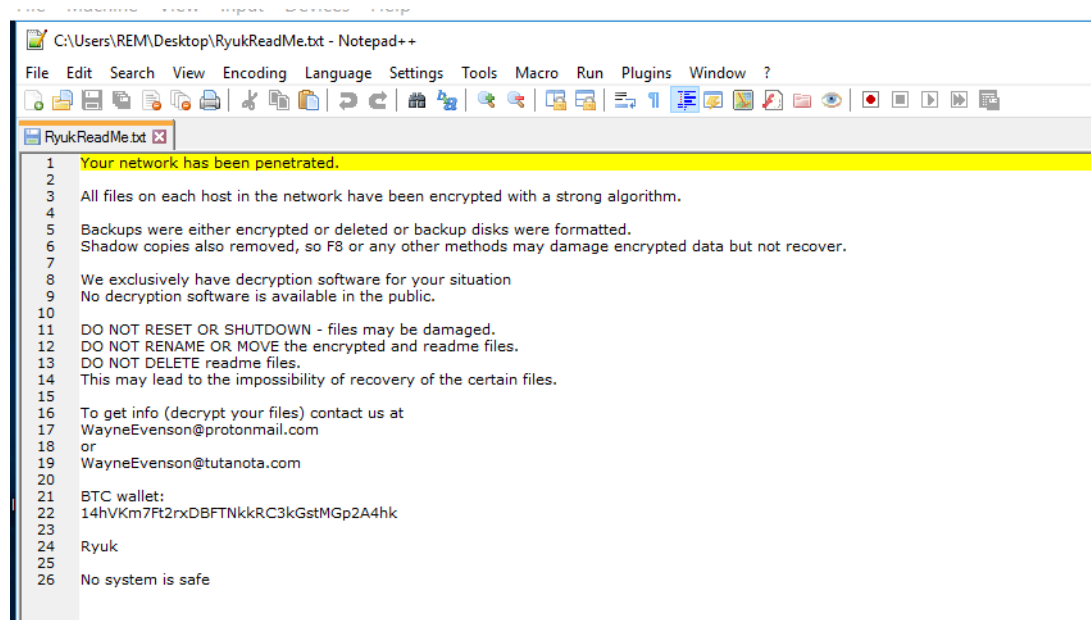 C:\Users\REM\Desktop\RyukReadMe.txt - Notepad++
File Edit Search View Encoding Language Settings Tools Macro Run Plugins Window ?
RyukReadMe.txt
1 Your network has been penetrated.
2
3 All files on each host in the network have been encrypted with a strong algorithm.
4
5 Backups were either encrypted or deleted or backup disks were formatted.
6 Shadow copies also removed, so F8 or any other methods may damage encrypted data but not recover.
7
8 We exclusively have decryption software for your situation
9 No decryption software is available in the public.
10
11 DO NOT RESET OR SHUTDOWN - files may be damaged.
12 DO NOT RENAME OR MOVE the encrypted and readme files.
13 DO NOT DELETE readme files.
14 This may lead to the impossibility of recovery of the certain files.
15
16 To get info (decrypt your files) contact us at
17 WayneEvenson@protonmail.com
18 or
19 WayneEvenson@tutanota.com
20
21 BTC wallet:
22 14hVKm7Ft2rxDBFTNkkRC3kGstMGp2A4hk
23
24 Ryuk
25
26 No system is safe